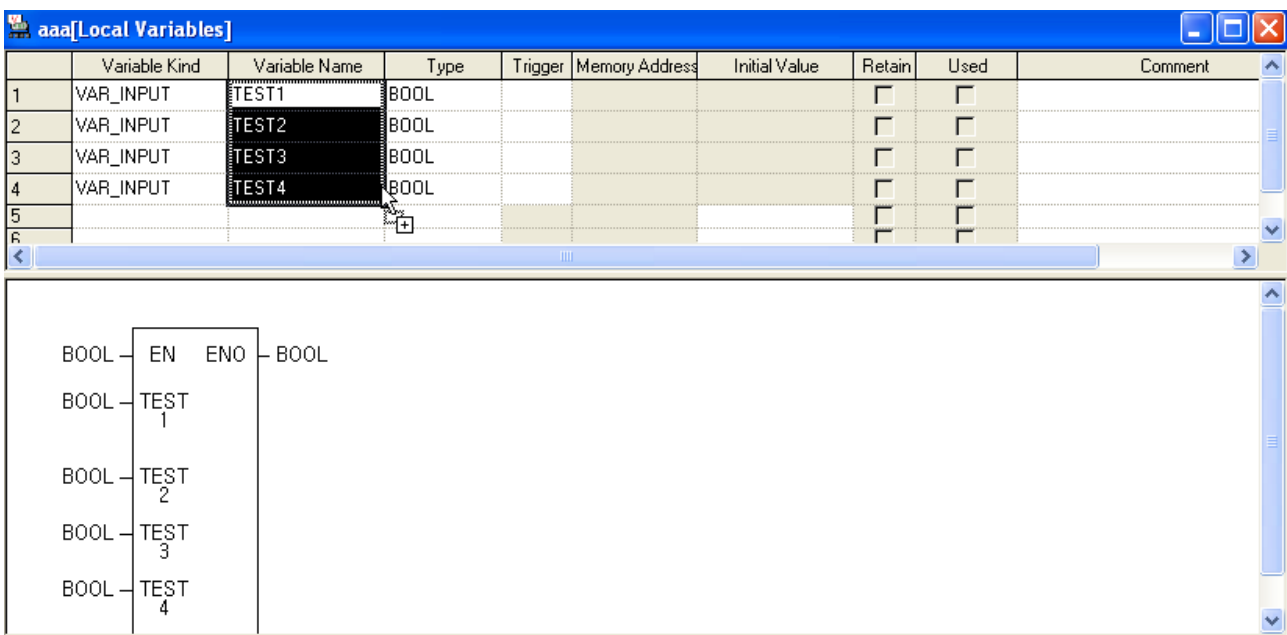 aaa[Local Variables]
Variable Kind Variable Name Type Trigger Memory Address Initial Value Retain Used Comment
1 VAR_INPUT TEST1 BOOL
2 VAR_INPUT TEST2 BOOL
3 VAR_INPUT TEST3 BOOL
4 VAR_INPUT TEST4 BOOL
5
6
BOOL EN ENO BOOL
BOOL TEST
1
BOOL TEST
2
BOOL TEST
3
BOOL TEST
4